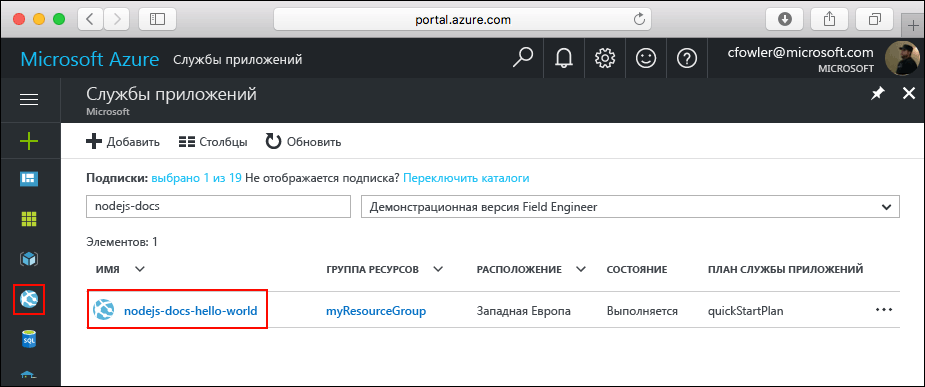 portal.azure.com
Microsoft Azure Службы приложений cfowler@microsoft.com
MICROSOFT
Службы приложений
Microsoft
Добавить Столбцы Обновить
Подписки: выбрано 1 из 19 Не отображается подписка? Переключить каталоги
nodejs-docs Демонстрационная версия Field Engineer
Элементов: 1
ИМЯ ГРУППА РЕСУРСОВ РАСПОЛОЖЕНИЕ СОСТОЯНИЕ ПЛАН СЛУЖБЫ ПРИЛОЖЕНИЙ
nodejs-docs-hello-world myResourceGroup Западная Европа Выполняется quickStartPlan
SQL